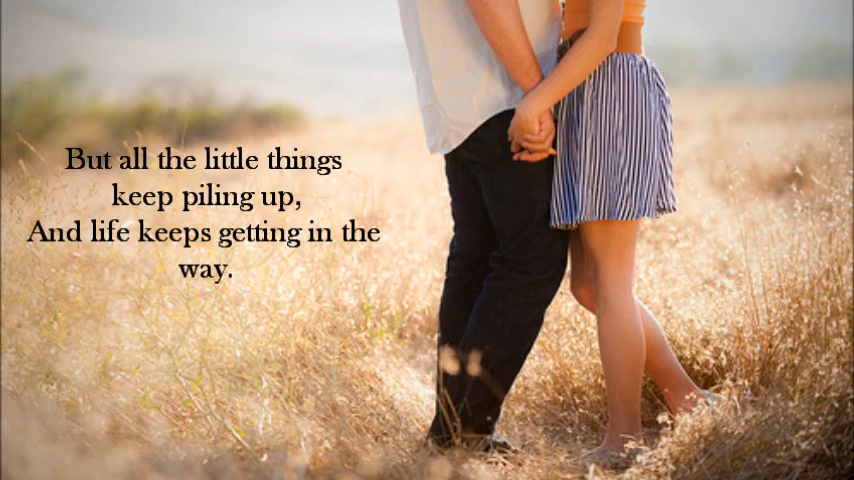 But all the little things
keep piling up,
And life keeps getting in the
way.